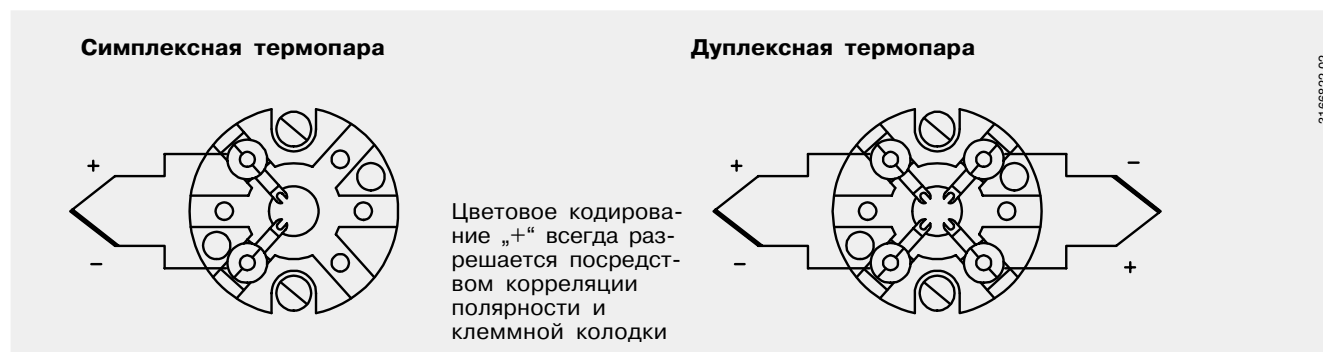 Симплексная термопара
Дуплексная термопара
+
–
Цветовое кодирова-
ние „+“ всегда раз-
решается посредст-
вом корреляции
полярности и
клеммной колодки
+
–
–
+